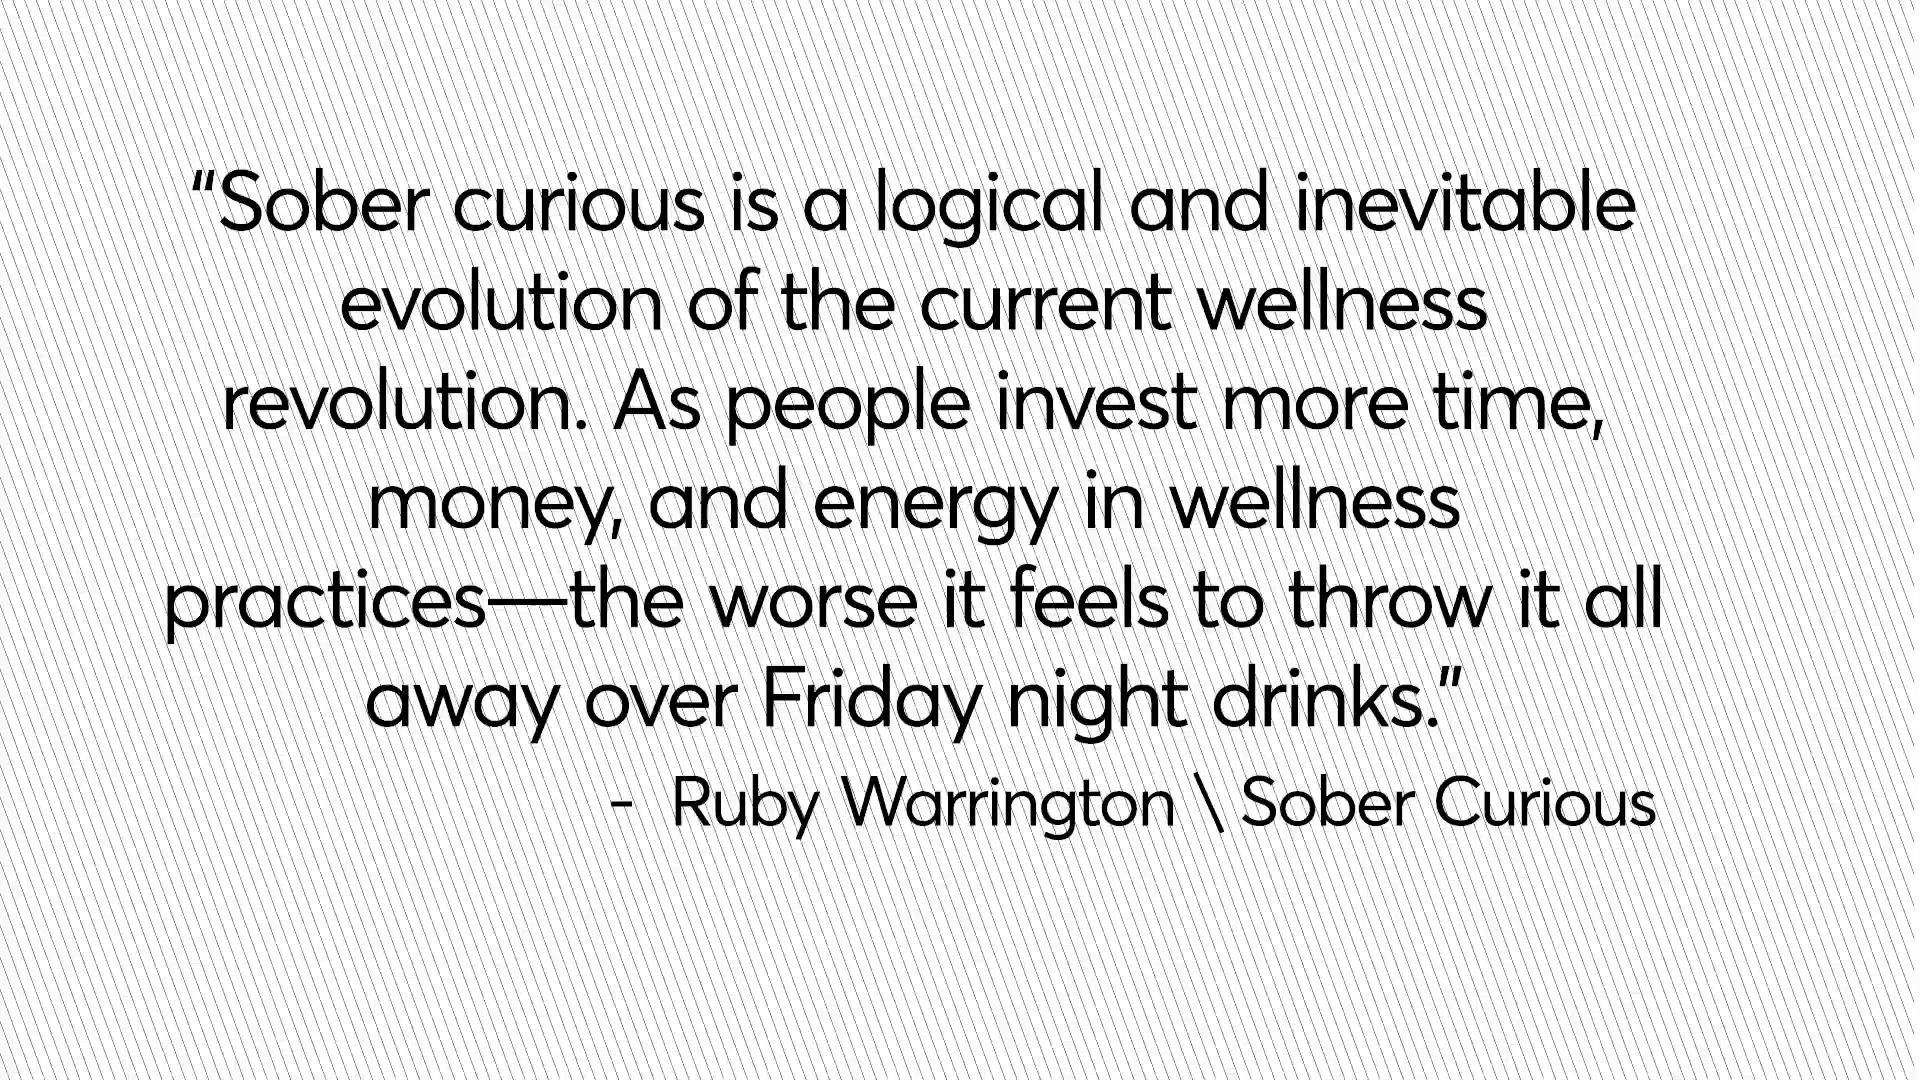 "Sober curious is a logical and inevitable
evolution of the current wellness
revolution. As people invest more time,
money, and energy in wellness
practices—the worse it feels to throw it all
away over Friday night drinks."
- Ruby Warrington \ Sober Curious